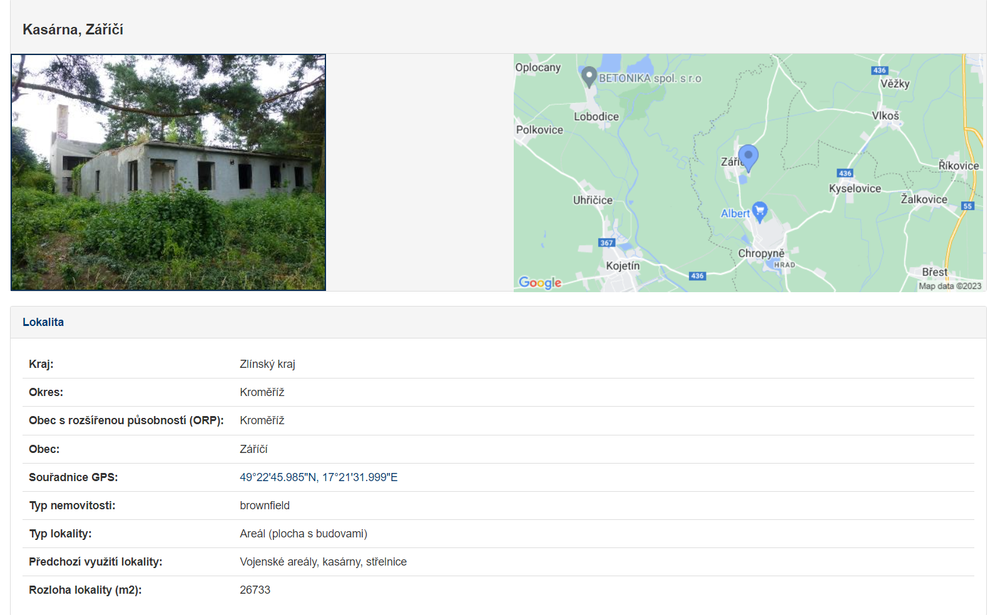 Kasárna, Záříčí
Oplocany
BETONIKA spol. s r.o
436
Věžky
Lobodice
Vlkoš
Polkovice
Říkovice
436
Kyselovice
Uhřičice
Žalkovice
55
Albert
367
Chropyně
HRAD
Kojetín
436
Břest
Google
Map data ©2023
Lokalita
Kraj: Zlínský kraj
Okres: Kroměříž
Obec s rozšířenou působností (ORP): Kroměříž
Obec: Záříčí
Souřadnice GPS: 49°22'45.985"N, 17°21'31.999"E
Typ nemovitosti: brownfield
Typ lokality: Areál (plocha s budovami)
Předchozí využití lokality: Vojenské areály, kasárny, střelnice
Rozloha lokality (m2): 26733